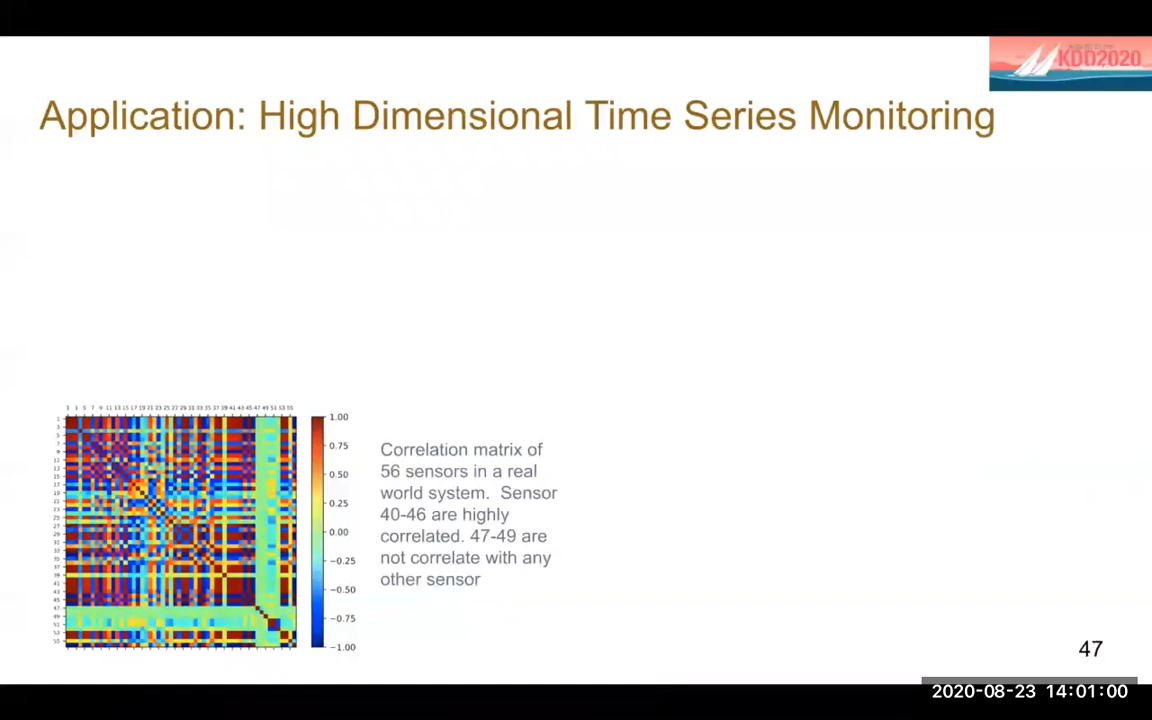 KDD2020
Application: High Dimensional Time Series Monitoring
1.00
0.75
0.50
0.25
0.00
−0.25
−0.50
−0.75
−1.00
Correlation matrix of
56 sensors in a real
world system. Sensor
40-46 are highly
correlated. 47-49 are
not correlate with any
other sensor
47
2020-08-23 14:01:00